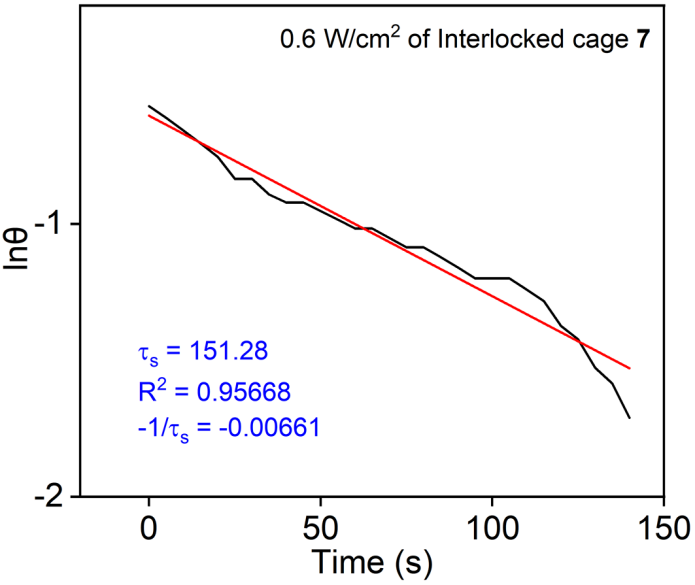 0.6 W/cm² of Interlocked cage 7
lnθ
-1
-2
τs = 151.28
R² = 0.95668
-1/τs = -0.00661
0 50 100 150
Time (s)